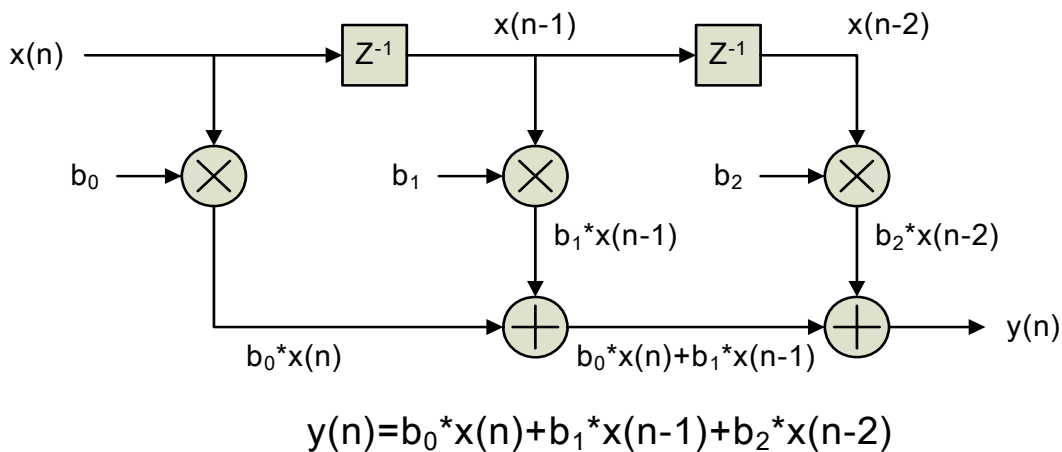 x(n-1)
x(n-2)
x(n)
Z⁻¹
Z⁻¹
b₀
b₁
b₂
b₁*x(n-1)
b₂*x(n-2)
y(n)
b₀*x(n)
b₀*x(n)+b₁*x(n-1)
y(n)=b₀*x(n)+b₁*x(n-1)+b₂*x(n-2)